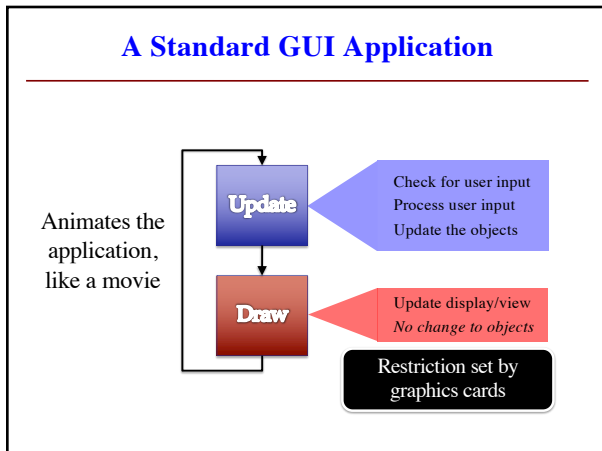 A Standard GUI Application
Animates the
application,
like a movie
Update
Check for user input
Process user input
Update the objects
Draw
Update display/view
No change to objects
Restriction set by
graphics cards